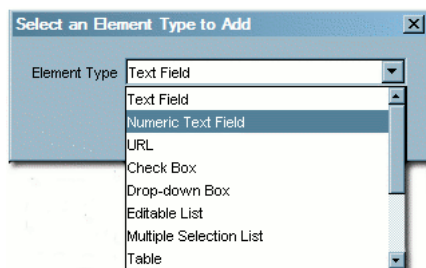 Select an Element Type to Add
Element Type Text Field
Text Field
Numeric Text Field
URL
Check Box
Drop-down Box
Editable List
Multiple Selection List
Table